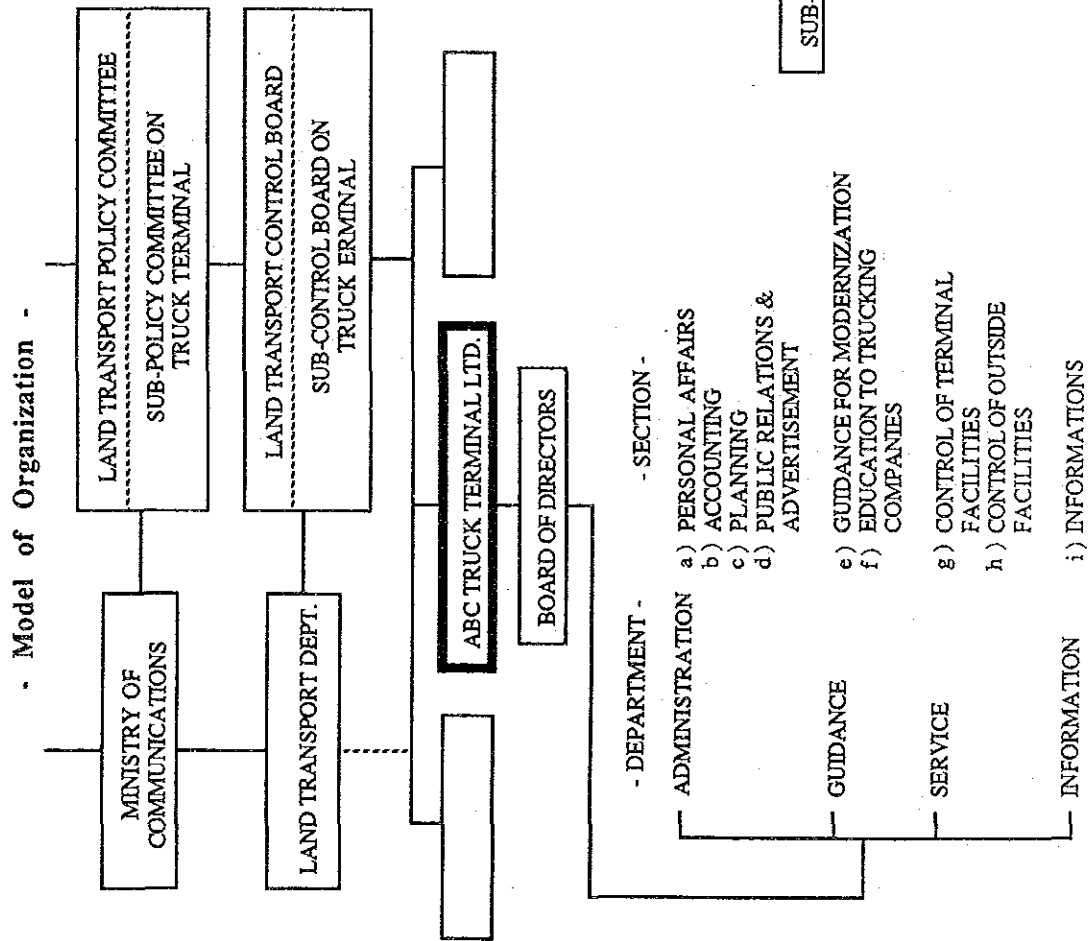 - Model of Organization -
MINISTRY OF
COMMUNICATIONS
LAND TRANSPORT POLICY COMMITTEE
SUB-POLICY COMMITTEE ON
TRUCK TERMINAL
LAND TRANSPORT DEPT.
LAND TRANSPORT CONTROL BOARD
SUB-CONTROL BOARD ON
TRUCK ERMINAL
ABC TRUCK TERMINAL LTD.
BOARD OF DIRECTORS
- DEPARTMENT - - SECTION -
ADMINISTRATION a) PERSONAL AFFAIRS
b) ACCOUNTING
c) PLANNING
d) PUBLIC RELATIONS &
ADVERTISEMENT
GUIDANCE e) GUIDANCE FOR MODERNIZATION
f) EDUCATION TO TRUCKING
COMPANIES
SERVICE g) CONTROL OF TERMINAL
FACILITIES
h) CONTROL OF OUTSIDE
FACILITIES
INFORMATION i) INFORMATIONS
SUB-